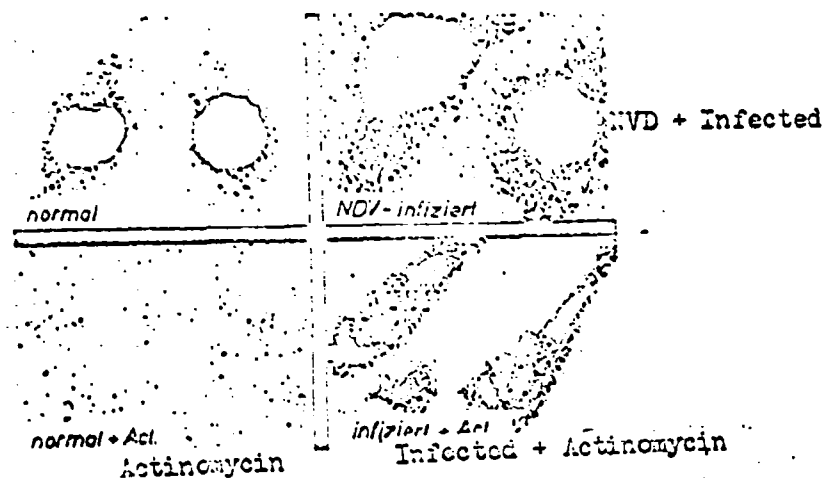 NVD + Infected
normal
NDV-infiziert
normal + Act.
infiziert + Act
Actinomycin
Infected + Actinomycin